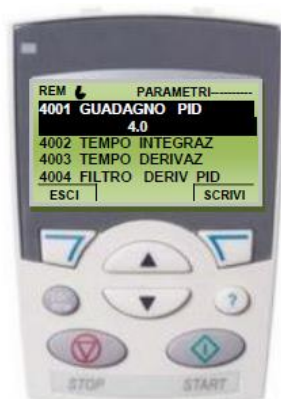 REM PARAMETRI----------
4001 GUADAGNO PID
4.0
4002 TEMPO INTEGRAZ
4003 TEMPO DERIVAZ
4004 FILTRO DERIV PID
ESCI SCRIVI
?
STOP START